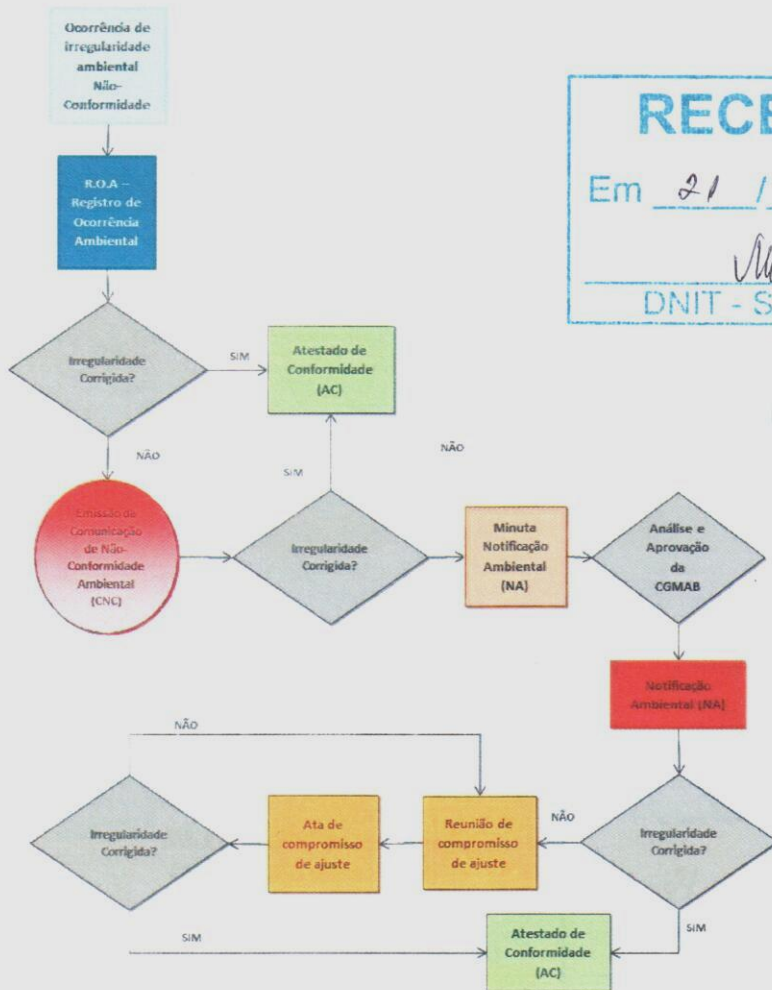 Ocorrência de
irregularidade
ambiental
Não-
Conformidade
RECE
Em 21 /
DNIT - S
R.O.A –
Registro de
Ocorrência
Ambiental
Irregularidade
Corrigida?
SIM
Atestado de
Conformidade
(AC)
NÃO
SIM
NÃO
Emissão da
Comunicação
de Não-
Conformidade
Ambiental
(CNC)
Irregularidade
Corrigida?
Minuta
Notificação
Ambiental
(NA)
Análise e
Aprovação
da
CGMAB
Notificação
Ambiental (NA)
NÃO
Irregularidade
Corrigida?
Ata de
compromisso
de ajuste
Reunião de
compromisso
de ajuste
NÃO
Irregularidade
Corrigida?
SIM
Atestado de
Conformidade
(AC)
SIM